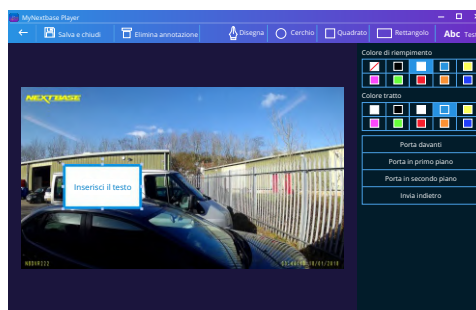 MyNextbase Player
Salva e chiudi
Elimina annotazione
Disegna
Cerchio
Quadrato
Rettangolo
Abc Test
Colore di riempimento
NEXTBASE
Colore tratto
Porta davanti
Porta in primo piano
Inserisci il testo
Porta in secondo piano
Invia indietro